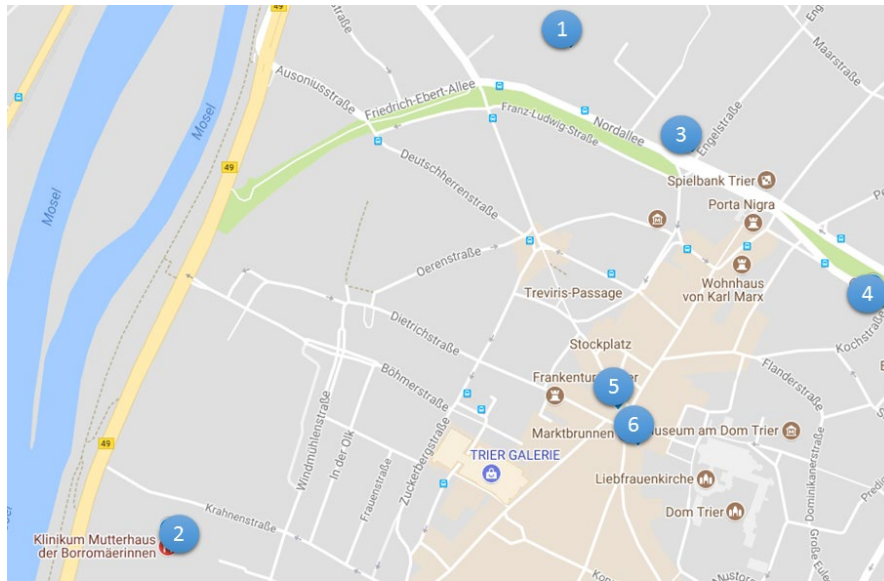 1
Ausoniusstraße
Friedrich-Ebert-Allee
Franz-Ludwig-Straße
Nordallee
Engelstraße
Maarstraße
3
Mosel
Mosel
49
Deutschherrenstraße
Spielbank Trier
Porta Nigra
Oerenstraße
Treviris-Passage
Wohnhaus
von Karl Marx
4
Kochstraße
Dietrichstraße
Stockplatz
Böhmerstraße
5
Flanderstraße
49
Windmühlenstraße
In der Olk
Frauenstraße
Zuckerbergstraße
Marktbrunnen
6
Museum am Dom Trier
TRIER GALERIE
Liebfrauenkirche
Dom Trier
Dominikanerstraße
Krahnenstraße
2
Klinikum Mutterhaus
der Borromäerinnen